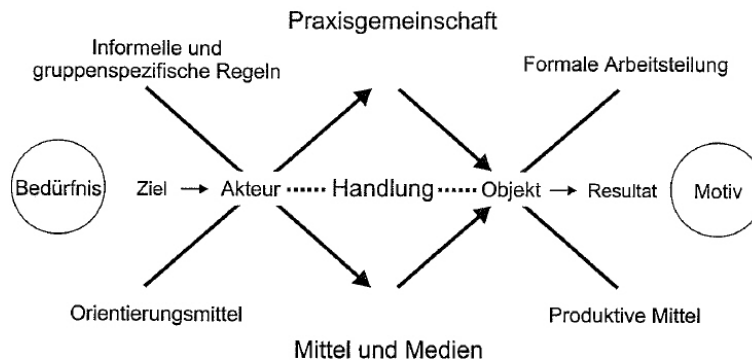 Praxisgemeinschaft
Informelle und
gruppenspezifische Regeln
Formale Arbeitsteilung
Bedürfnis Ziel Akteur Handlung Objekt Resultat Motiv
Orientierungsmittel
Produktive Mittel
Mittel und Medien